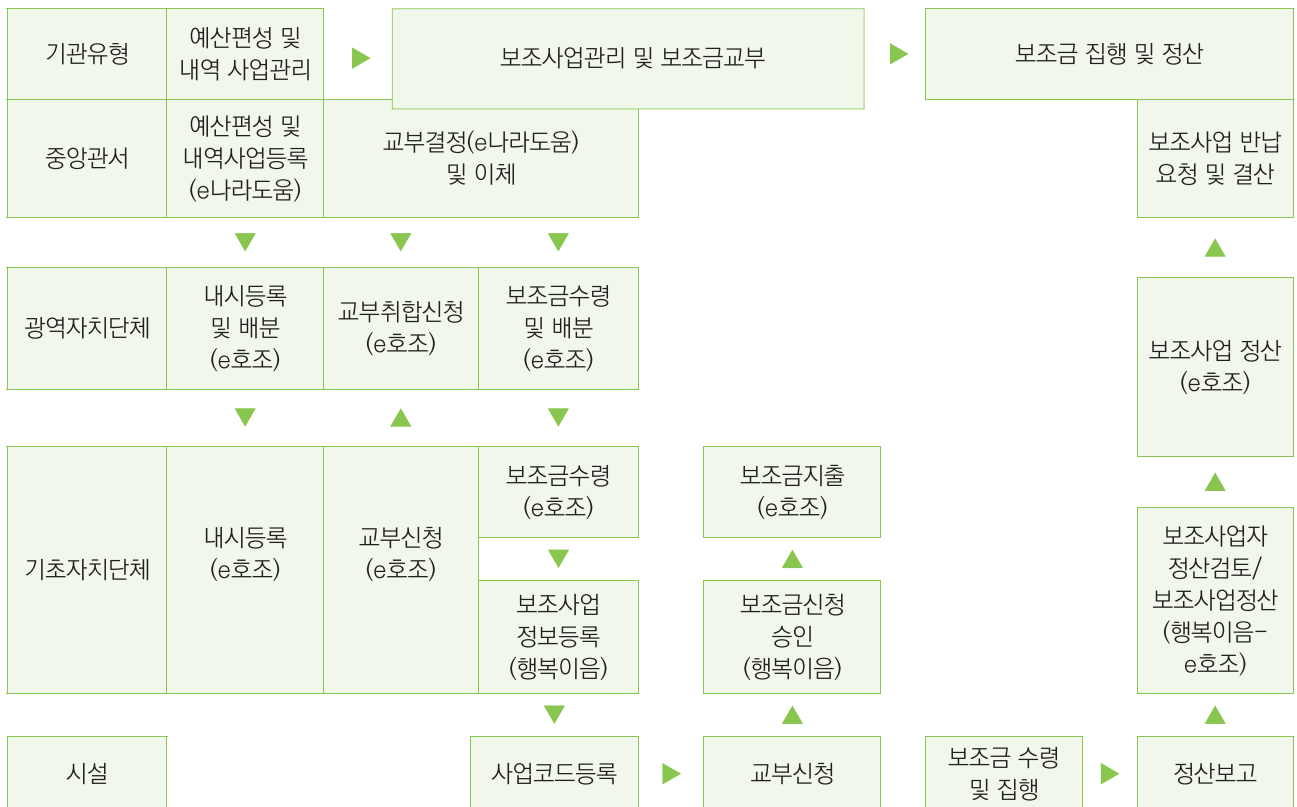 기관유형
예산편성 및
내역 사업관리
보조사업관리 및 보조금교부
보조금 집행 및 정산
중앙관서
예산편성 및
내역사업등록
(e나라도움)
교부결정(e나라도움)
및 이체
보조사업 반납
요청 및 결산
광역자치단체
내시등록
및 배분
(e호조)
교부취합신청
(e호조)
보조금수령
및 배분
(e호조)
보조사업 정산
(e호조)
기초자치단체
내시등록
(e호조)
교부신청
(e호조)
보조금수령
(e호조)
보조사업
정보등록
(행복이음)
보조금지출
(e호조)
보조금신청
승인
(행복이음)
보조사업자
정산검토/
보조사업정산
(행복이음-
e호조)
시설
사업코드등록
교부신청
보조금 수령
및 집행
정산보고